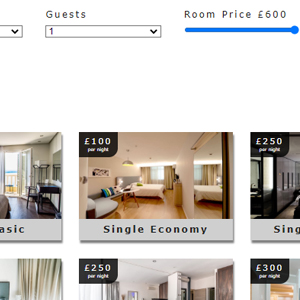 Guests
Room Price £600
1
£100
per night
£250
per night
asic
Single Economy
Sing
£250
per night
£300
per night